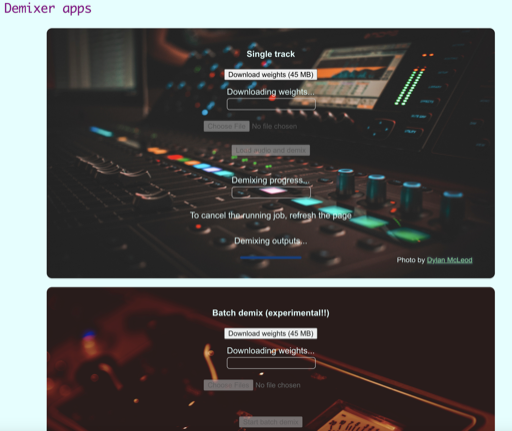 Demixer apps
Single track
Download weights (45 MB)
Downloading weights...
Choose File No file chosen
Load audio and demix
Demixing progress...
To cancel the running job, refresh the page
Demixing outputs...
Photo by Dylan McLeod
Batch demix (experimental!!)
Download weights (45 MB)
Downloading weights...
Choose Files No file chosen
Start batch demix